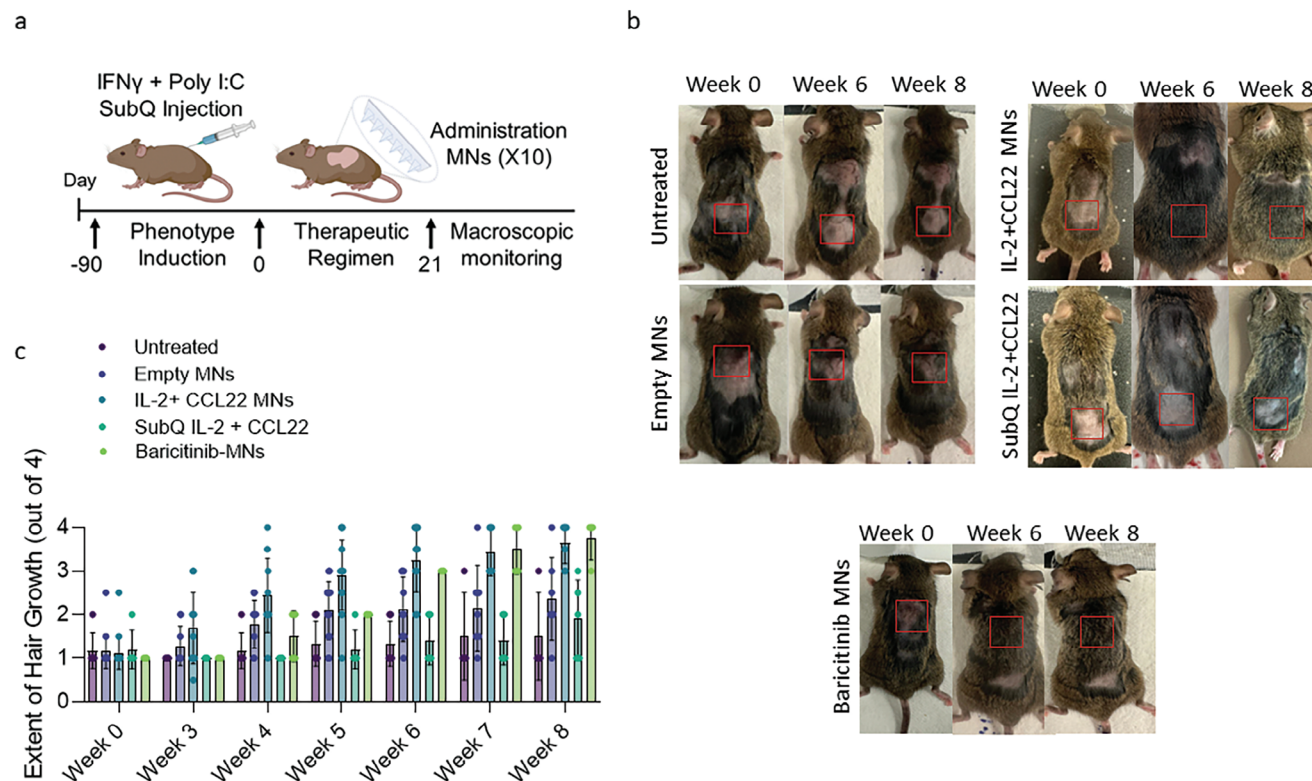 a
IFNγ + Poly I:C
SubQ Injection
Administration
MNs (X10)
Day
Phenotype
Induction
Therapeutic
Regimen
Macroscopic
monitoring
-90
0
21
b
Week 0
Week 6
Week 8
Untreated
Empty MNs
Week 0
Week 6
Week 8
IL-2+CCL22 MNs
SubQ IL-2+CCL22
Week 0
Week 6
Week 8
Baricitinib MNs
c
Untreated
Empty MNs
IL-2+ CCL22 MNs
SubQ IL-2 + CCL22
Baricitinib-MNs
Extent of Hair Growth (out of 4)
4
3
2
1
0
Week 0
Week 3
Week 4
Week 5
Week 6
Week 7
Week 8